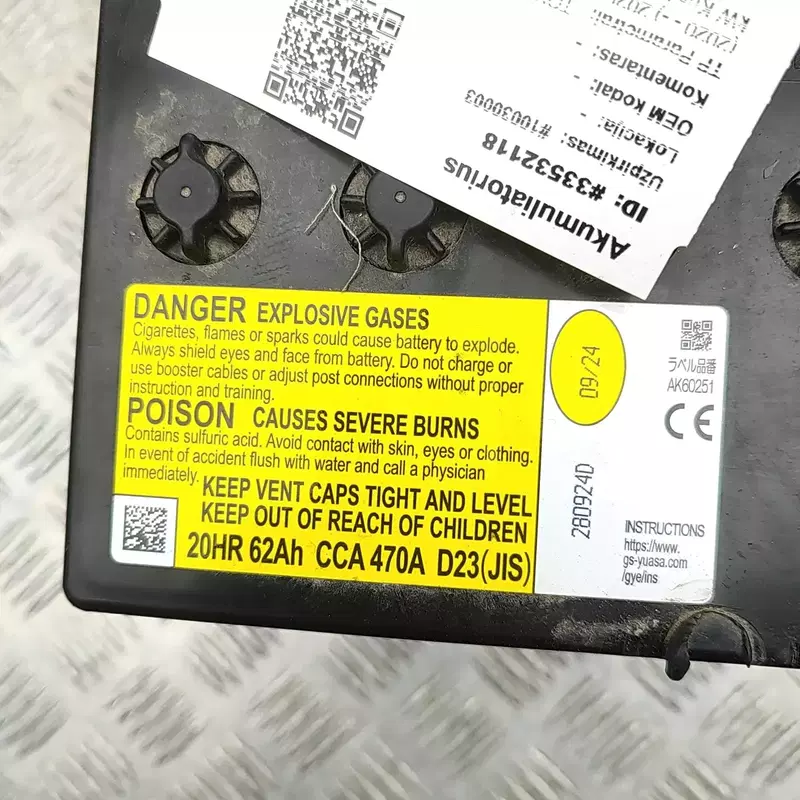 Akumuliatorius
ID: #33532118
Užpirkimas: #10030003
Lokacija: -
OEM kodai: -
Komentaras: -
TP Parametrai:
DANGER EXPLOSIVE GASES
Cigarettes, flames or sparks could cause battery to explode.
Always shield eyes and face from battery. Do not charge or
use booster cables or adjust post connections without proper
instruction and training.
POISON CAUSES SEVERE BURNS
Contains sulfuric acid. Avoid contact with skin, eyes or clothing.
In event of accident flush with water and call a physician
immediately.
KEEP VENT CAPS TIGHT AND LEVEL
KEEP OUT OF REACH OF CHILDREN
20HR 62Ah CCA 470A D23(JIS)
09/24
280924D
ラベル品番
AK60251
CE
INSTRUCTIONS
https://www.
gs-yuasa.com
/gye/ins